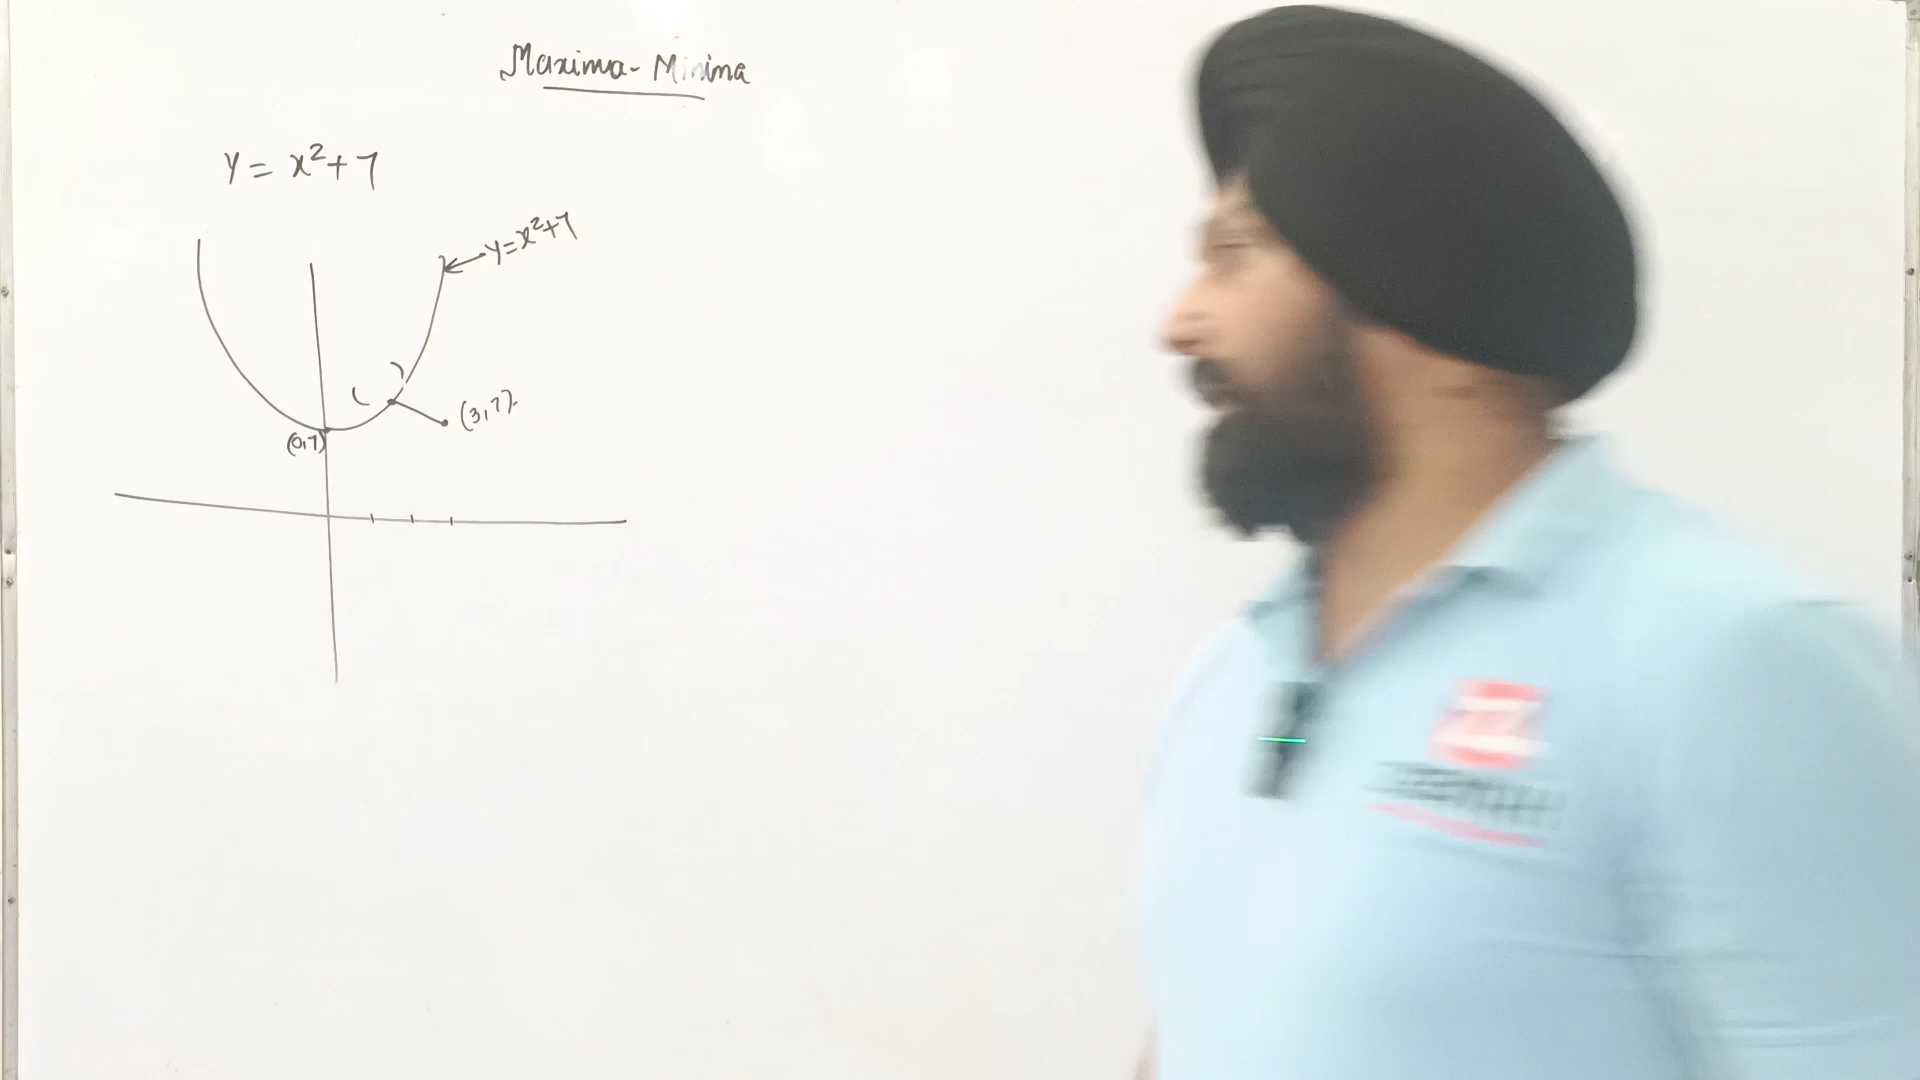 Maxima- Minima
y = x²+7
y=x²+7
(3,7).
(0,7)